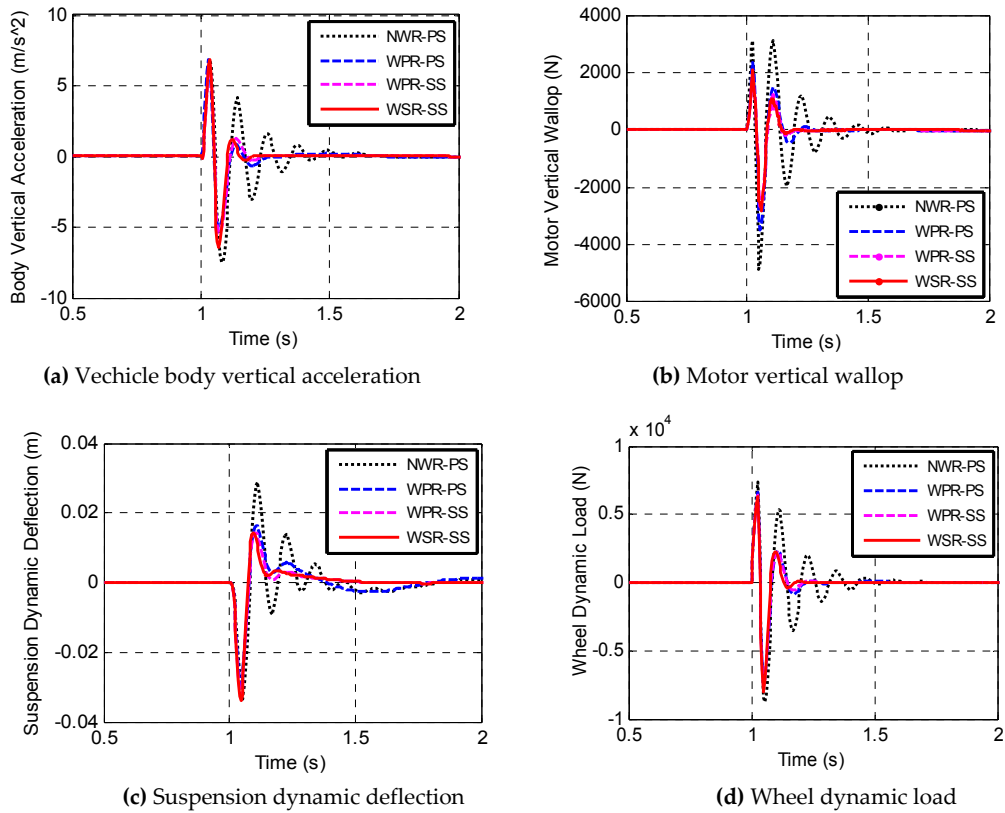 10
5
0
-5
-10
Body Vertical Acceleration (m/s^2)
NWR-PS
WPR-PS
WPR-SS
WSR-SS
0.5
1
1.5
2
Time (s)
(a) Vechicle body vertical acceleration
4000
2000
0
-2000
-4000
-6000
Motor Vertical Wallop (N)
NWR-PS
WPR-PS
WPR-SS
WSR-SS
0.5
1
1.5
2
Time (s)
(b) Motor vertical wallop
0.04
0.02
0
-0.02
-0.04
Suspension Dynamic Deflection (m)
NWR-PS
WPR-PS
WPR-SS
WSR-SS
0.5
1
1.5
2
Time (s)
(c) Suspension dynamic deflection
x 10^4
1
0.5
0
-0.5
-1
Wheel Dynamic Load (N)
NWR-PS
WPR-PS
WPR-SS
WSR-SS
0.5
1
1.5
2
Time (s)
(d) Wheel dynamic load